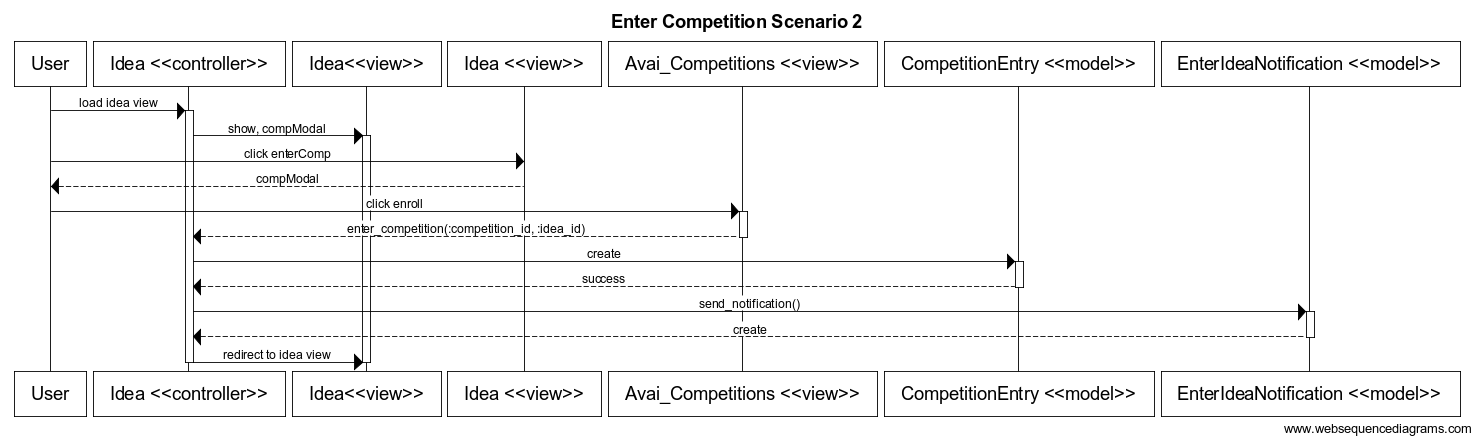 Enter Competition Scenario 2
User
Idea <<controller>>
Idea<<view>>
Idea <<view>>
Avai_Competitions <<view>>
CompetitionEntry <<model>>
EnterIdeaNotification <<model>>
load idea view
show, compModal
click enterComp
compModal
click enroll
enter_competition(:competition_id, :idea_id)
create
success
send_notification()
create
redirect to idea view
User
Idea <<controller>>
Idea<<view>>
Idea <<view>>
Avai_Competitions <<view>>
CompetitionEntry <<model>>
EnterIdeaNotification <<model>>
www.websequencediagrams.com